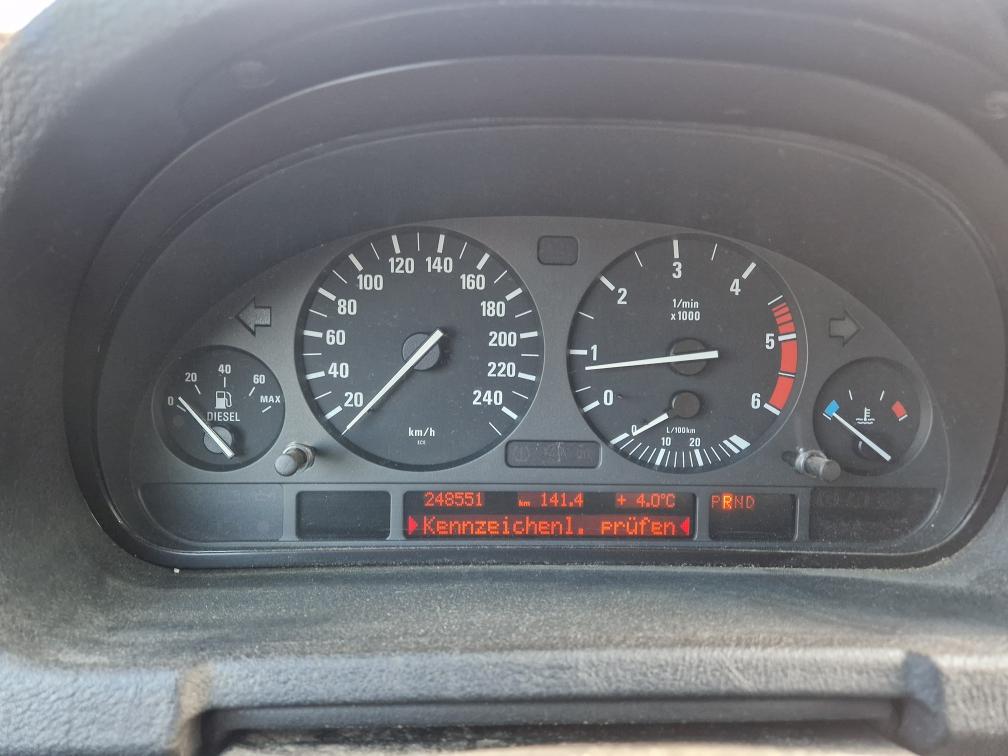 0 20 40 60 MAX
DIESEL
20 40 60 80 100 120 140 160 180 200 220 240
km/h
1/min
x1000
0 1 2 3 4 5 6
0 10 20
L/100km
248551 km 141.4 + 4.0°C
Kennzeichenl. prüfen
PRND